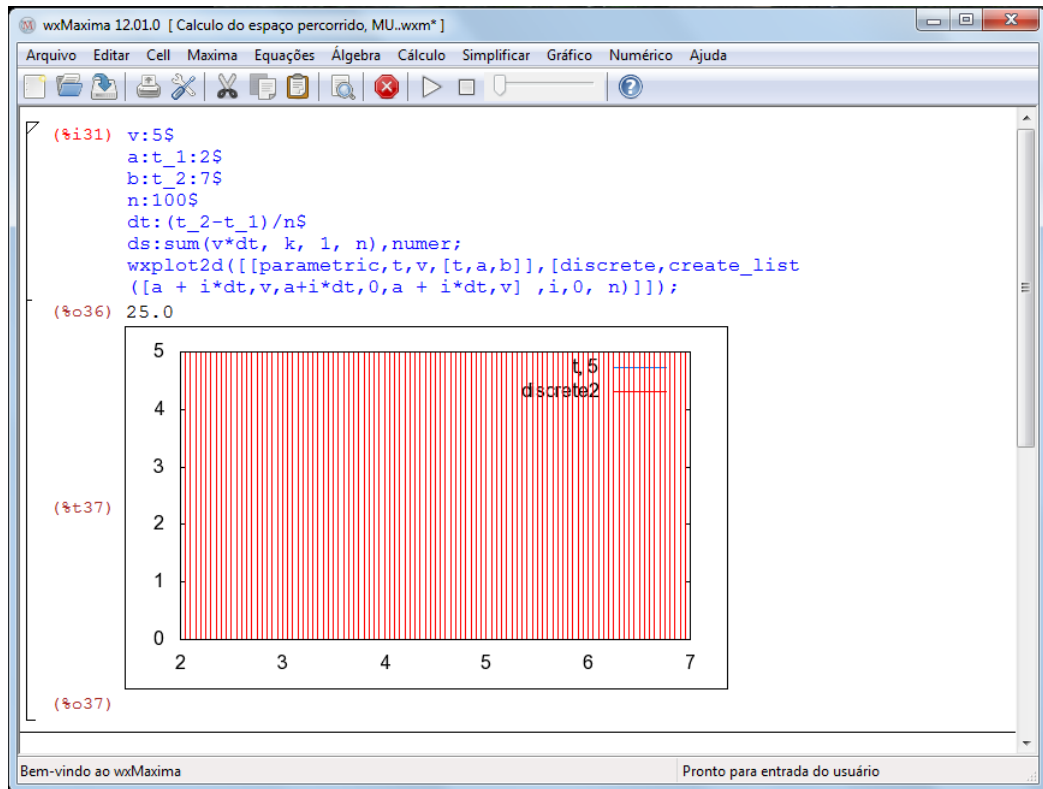 wxMaxima 12.01.0 [ Calculo do espaço percorrido, MU..wxm* ]
Arquivo Editar Cell Maxima Equações Álgebra Cálculo Simplificar Gráfico Numérico Ajuda
(%i31) v:5$
a:t_1:2$
b:t_2:7$
n:100$
dt:(t_2-t_1)/n$
ds:sum(v*dt, k, 1, n),numer;
wxplot2d([[parametric,t,v,[t,a,b]],[discrete,create_list
([a + i*dt,v,a+i*dt,0,a + i*dt,v] ,i,0, n)]]);
(%o36) 25.0
5
t, 5
discrete2
4
3
(%t37)
2
1
0
2 3 4 5 6 7
(%o37)
Bem-vindo ao wxMaxima Pronto para entrada do usuário